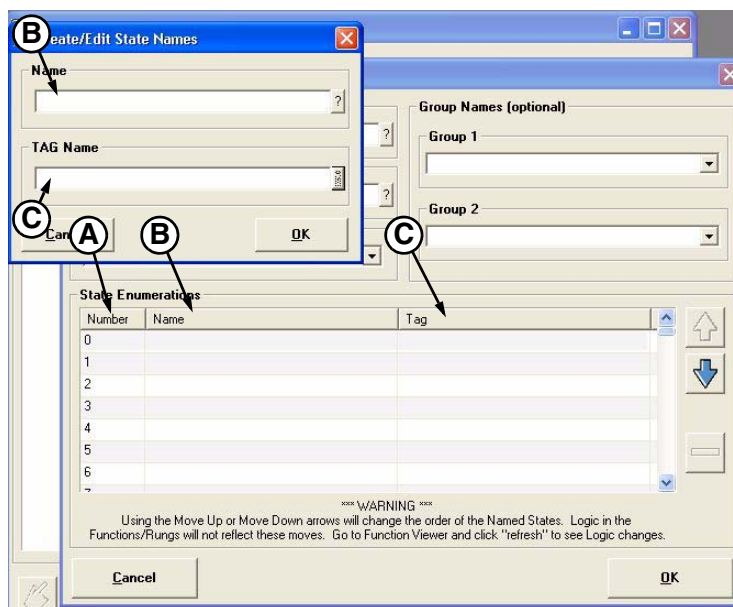 B
eate/Edit State Names
Name
?
TAG Name
C
Can
A
B
OK
C
?
?
Group Names (optional)
Group 1
Group 2
State Enumerations
Number Name Tag
0
1
2
3
4
5
6
7
*** WARNING ***
Using the Move Up or Move Down arrows will change the order of the Named States. Logic in the
Functions/Rungs will not reflect these moves. Go to Function Viewer and click "refresh" to see Logic changes.
Cancel
OK